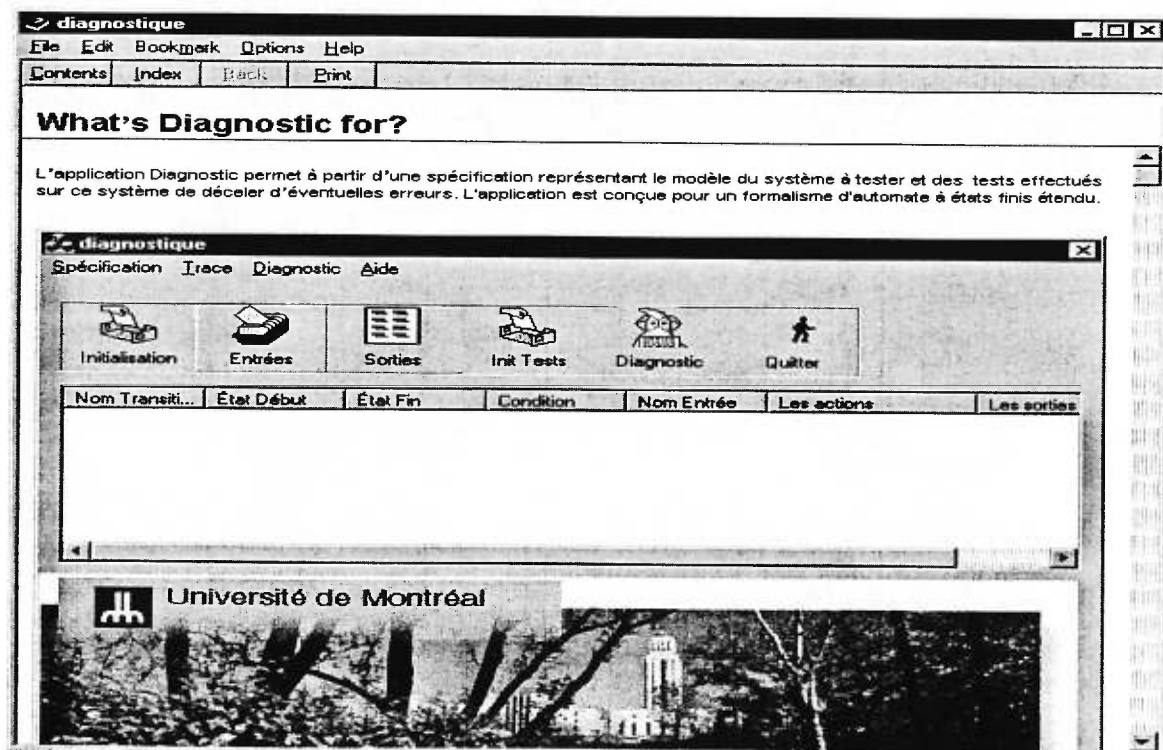 diagnostique
File Edit Bookmark Options Help
Contents Index Back Print
What's Diagnostic for?
L'application Diagnostic permet à partir d'une spécification représentant le modèle du système à tester et des tests effectués
sur ce système de déceler d'éventuelles erreurs. L'application est conçue pour un formalisme d'automate à états finis étendu.
diagnostique
Spécification Trace Diagnostic Aide
Initialisation Entrées Sorties Init Tests Diagnostic Quitter
Nom Transiti... État Début État Fin Condition Nom Entrée Les actions Les sorties
Université de Montréal